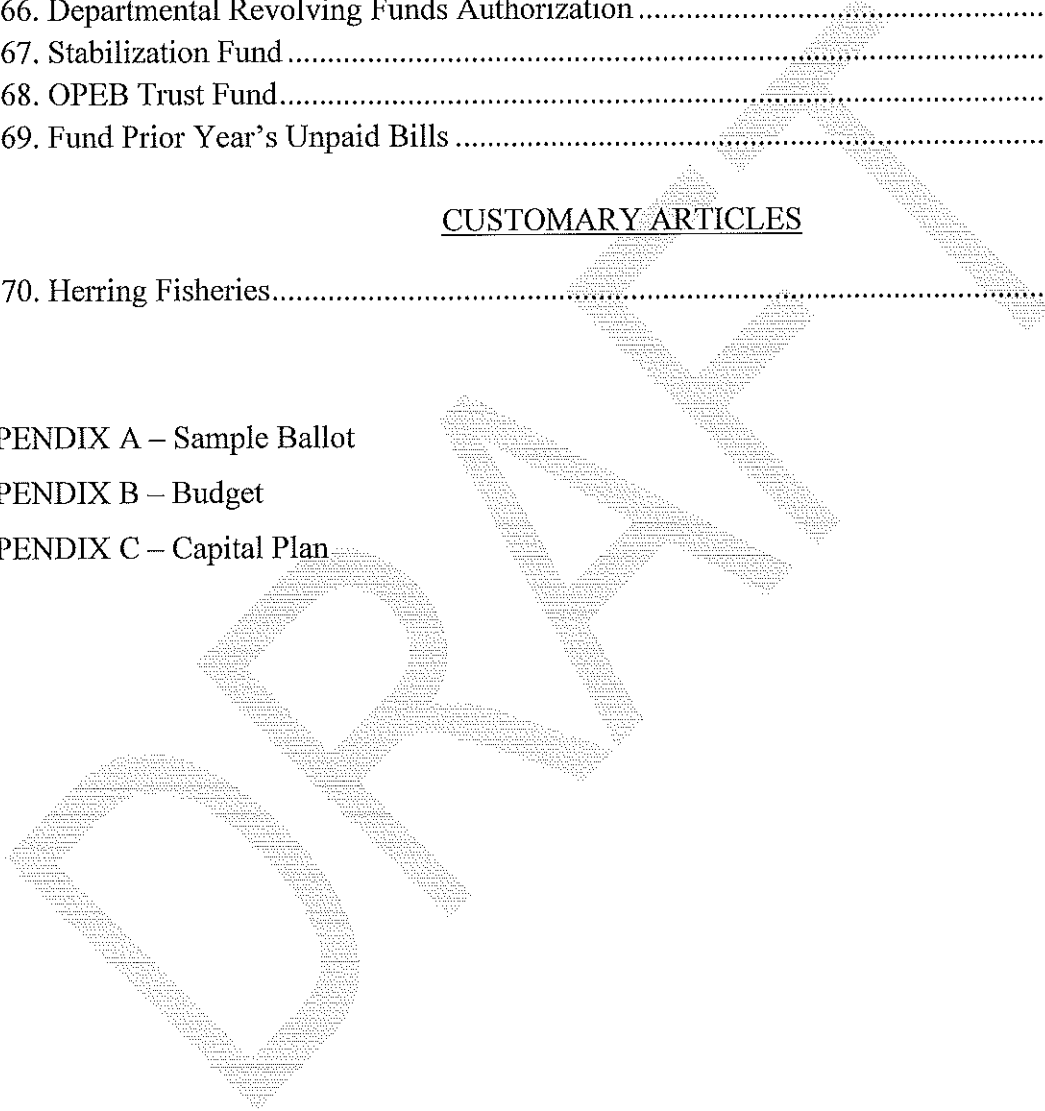 66. Departmental Revolving Funds Authorization ................................................
67. Stabilization Fund ................................................................................................
68. OPEB Trust Fund..................................................................................................
69. Fund Prior Year's Unpaid Bills ...........................................................................
CUSTOMARY ARTICLES
70. Herring Fisheries...................................................................................................
PENDIX A – Sample Ballot
PENDIX B – Budget
PENDIX C – Capital Plan
DRAFT